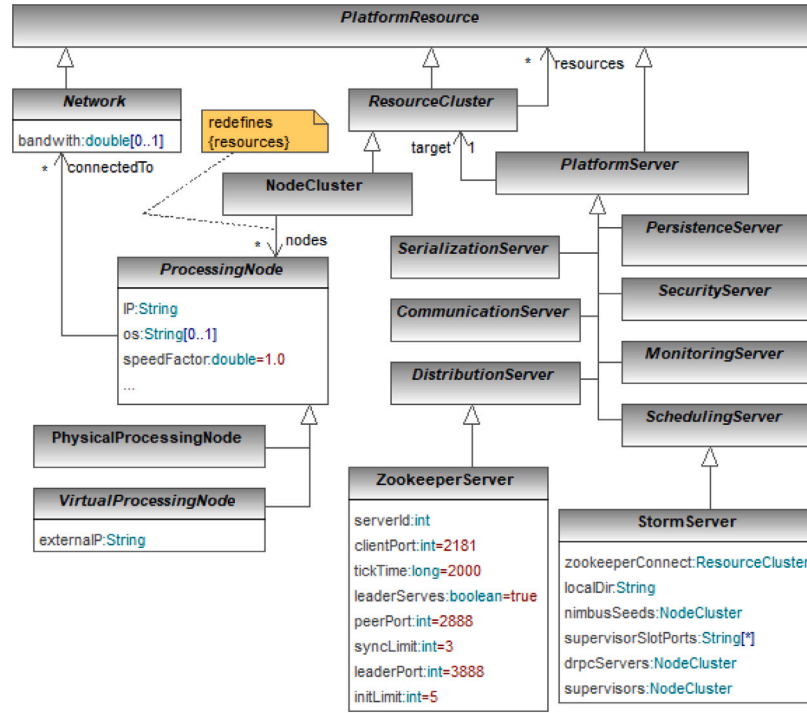 PlatformResource
* resources
Network
bandwith:double[0..1]
* connectedTo
redefines
{resources}
ResourceCluster
target 1
PlatformServer
NodeCluster
* nodes
ProcessingNode
IP:String
os:String[0..1]
speedFactor:double=1.0
...
PersistenceServer
SerializationServer
SecurityServer
CommunicationServer
MonitoringServer
DistributionServer
SchedulingServer
PhysicalProcessingNode
VirtualProcessingNode
externaIP:String
ZookeeperServer
serverId:int
clientPort:int=2181
tickTime:long=2000
leaderServes:boolean=true
peerPort:int=2888
syncLimit:int=3
leaderPort:int=3888
initLimit:int=5
StormServer
zookeeperConnect:ResourceCluster
localDir:String
nimbusSeeds:NodeCluster
supervisorSlotPorts:String[*]
drpcServers:NodeCluster
supervisors:NodeCluster